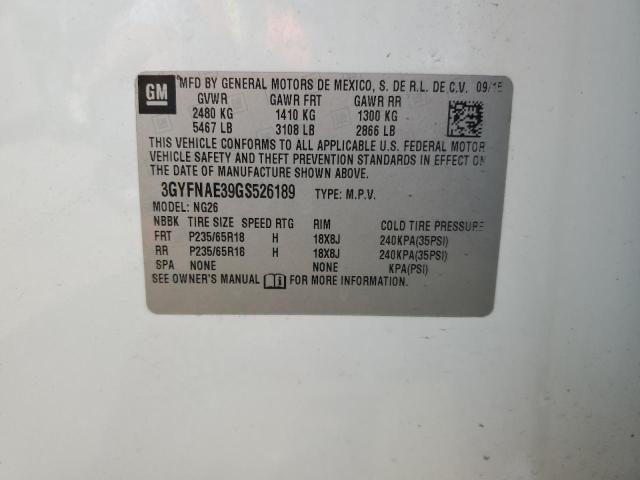 GM
MFD BY GENERAL MOTORS DE MEXICO, S. DE R.L. DE C.V. 09/15
GVWR GAWR FRT GAWR RR
2480 KG 1410 KG 1300 KG
5467 LB 3108 LB 2866 LB
THIS VEHICLE CONFORMS TO ALL APPLICABLE U.S. FEDERAL MOTOR
VEHICLE SAFETY AND THEFT PREVENTION STANDARDS IN EFFECT ON
THE DATE OF MANUFACTURE SHOWN ABOVE.
3GYFNAE39GS526189 TYPE: M.P.V.
MODEL: NG26
NBBK TIRE SIZE SPEED RTG RIM COLD TIRE PRESSURE
FRT P235/65R18 H 18X8J 240KPA(35PSI)
RR P235/65R18 H 18X8J 240KPA(35PSI)
SPA NONE NONE KPA(PSI)
SEE OWNER'S MANUAL FOR MORE INFORMATION.